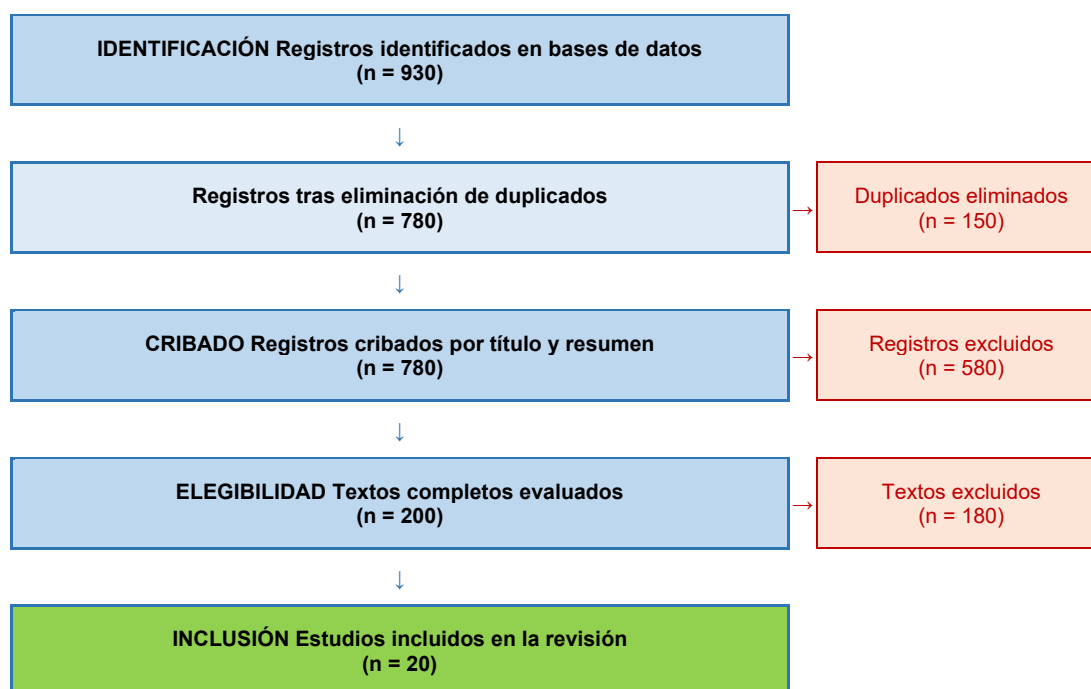 IDENTIFICACIÓN Registros identificados en bases de datos
(n = 930)
↓
Registros tras eliminación de duplicados
(n = 780)
→
Duplicados eliminados
(n = 150)
↓
CRIBADO Registros cribados por título y resumen
(n = 780)
→
Registros excluidos
(n = 580)
↓
ELEGIBILIDAD Textos completos evaluados
(n = 200)
→
Textos excluidos
(n = 180)
↓
INCLUSIÓN Estudios incluidos en la revisión
(n = 20)